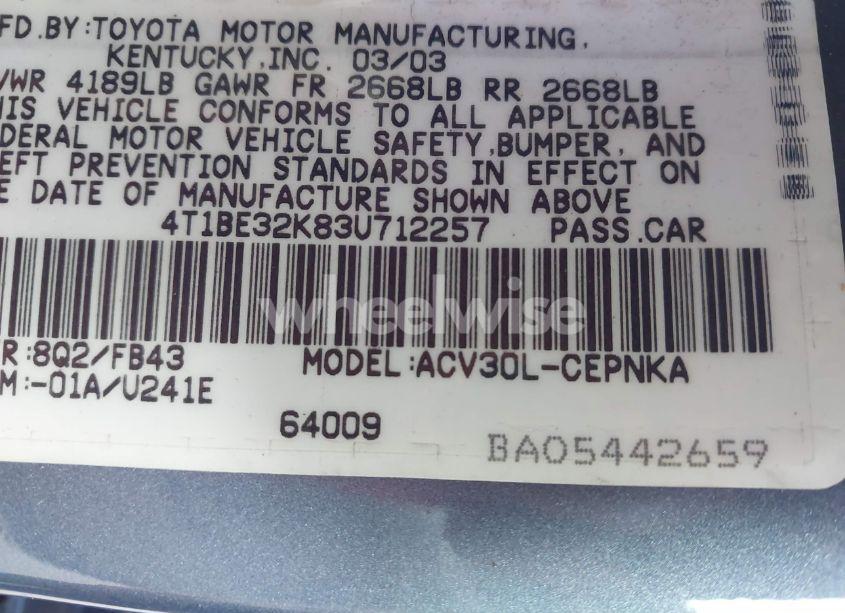 FD.BY:TOYOTA MOTOR MANUFACTURING,
KENTUCKY,INC. 03/03
VWR 4189LB GAWR FR 2668LB RR 2668LB
HIS VEHICLE CONFORMS TO ALL APPLICABLE
EDERAL MOTOR VEHICLE SAFETY,BUMPER, AND
EFT PREVENTION STANDARDS IN EFFECT ON
E DATE OF MANUFACTURE SHOWN ABOVE
4T1BE32K83U712257 PASS.CAR
wheelwise
R:8Q2/FB43 MODEL:ACV30L-CEPNKA
M:-01A/U241E
64009
BA05442659